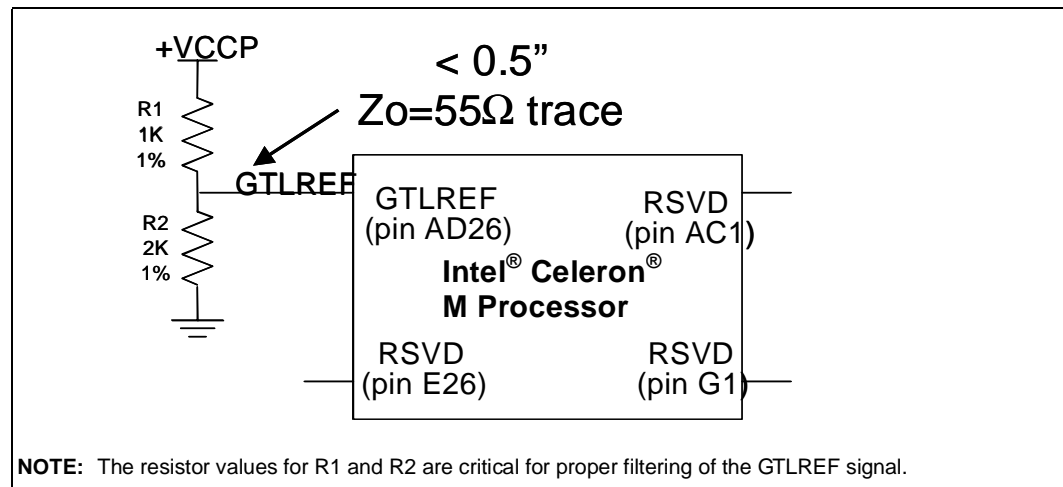 +VCCP
< 0.5”
Zo=55Ω trace
R1
1K
1%
GTLREF
R2
2K
1%
GTLREF
(pin AD26)
RSVD
(pin AC1)
Intel® Celeron®
M Processor
RSVD
(pin E26)
RSVD
(pin G1)
NOTE: The resistor values for R1 and R2 are critical for proper filtering of the GTLREF signal.